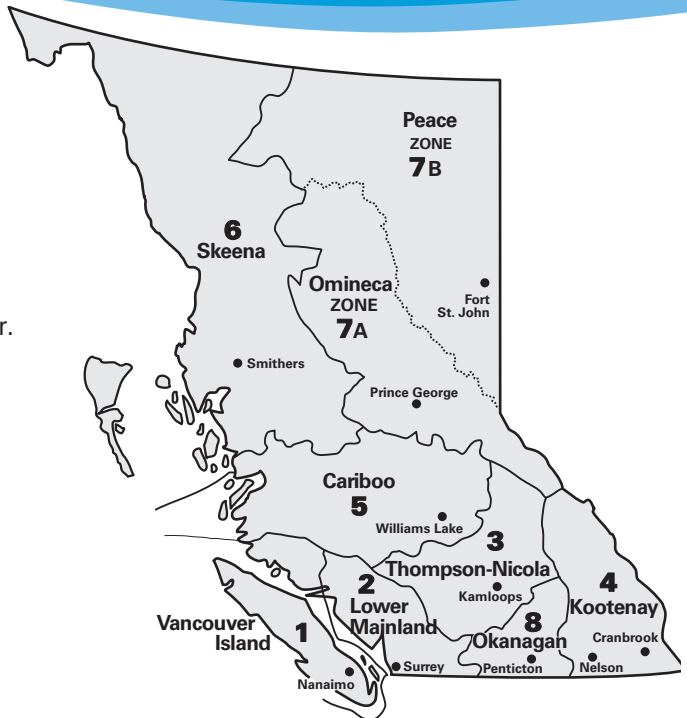 Peace
ZONE
7B
6
Skeena
Omineca
ZONE
7A
Fort
St. John
r.
Smithers
Prince George
Cariboo
5
Williams Lake
3
Thompson-Nicola
Kamloops
2
Lower
Mainland
4
Kootenay
Vancouver
Island
1
8
Okanagan
Cranbrook
Surrey
Penticton
Nelson
Nanaimo